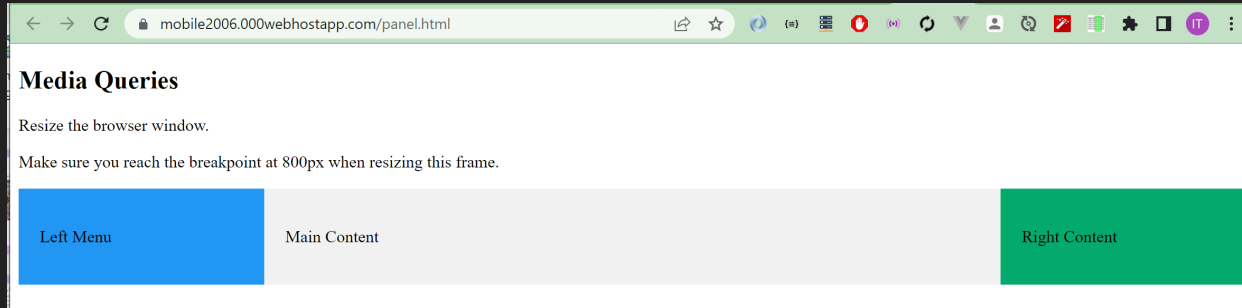 mobile2006.000webhostapp.com/panel.html
IT
Media Queries
Resize the browser window.
Make sure you reach the breakpoint at 800px when resizing this frame.
Left Menu
Main Content
Right Content